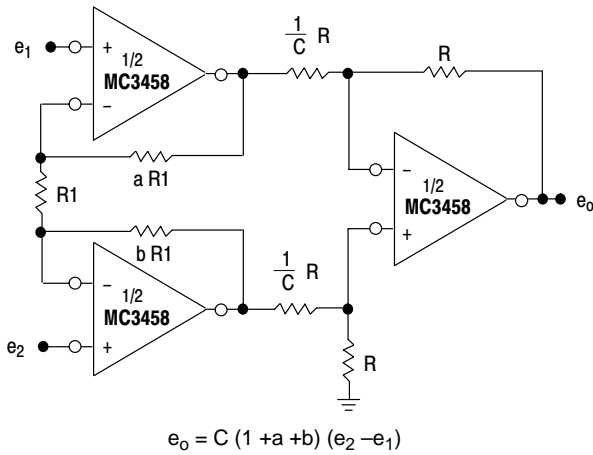 e1
+
1/2
MC3458
−
1/C R
R
a R1
R1
b R1
−
1/2
MC3458
+
eo
1/C R
−
1/2
MC3458
e2
+
R
eo = C (1 +a +b) (e2 –e1)